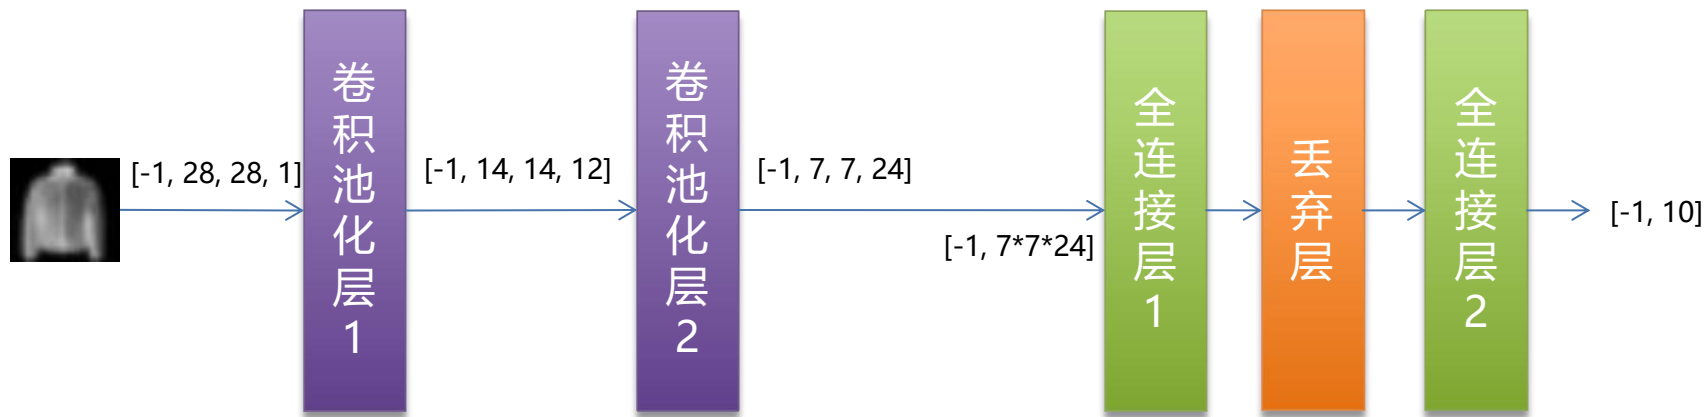 [-1, 28, 28, 1]
卷积池化层1
[-1, 14, 14, 12]
卷积池化层2
[-1, 7, 7, 24]
[-1, 7*7*24]
全连接层1
丢弃层
全连接层2
[-1, 10]